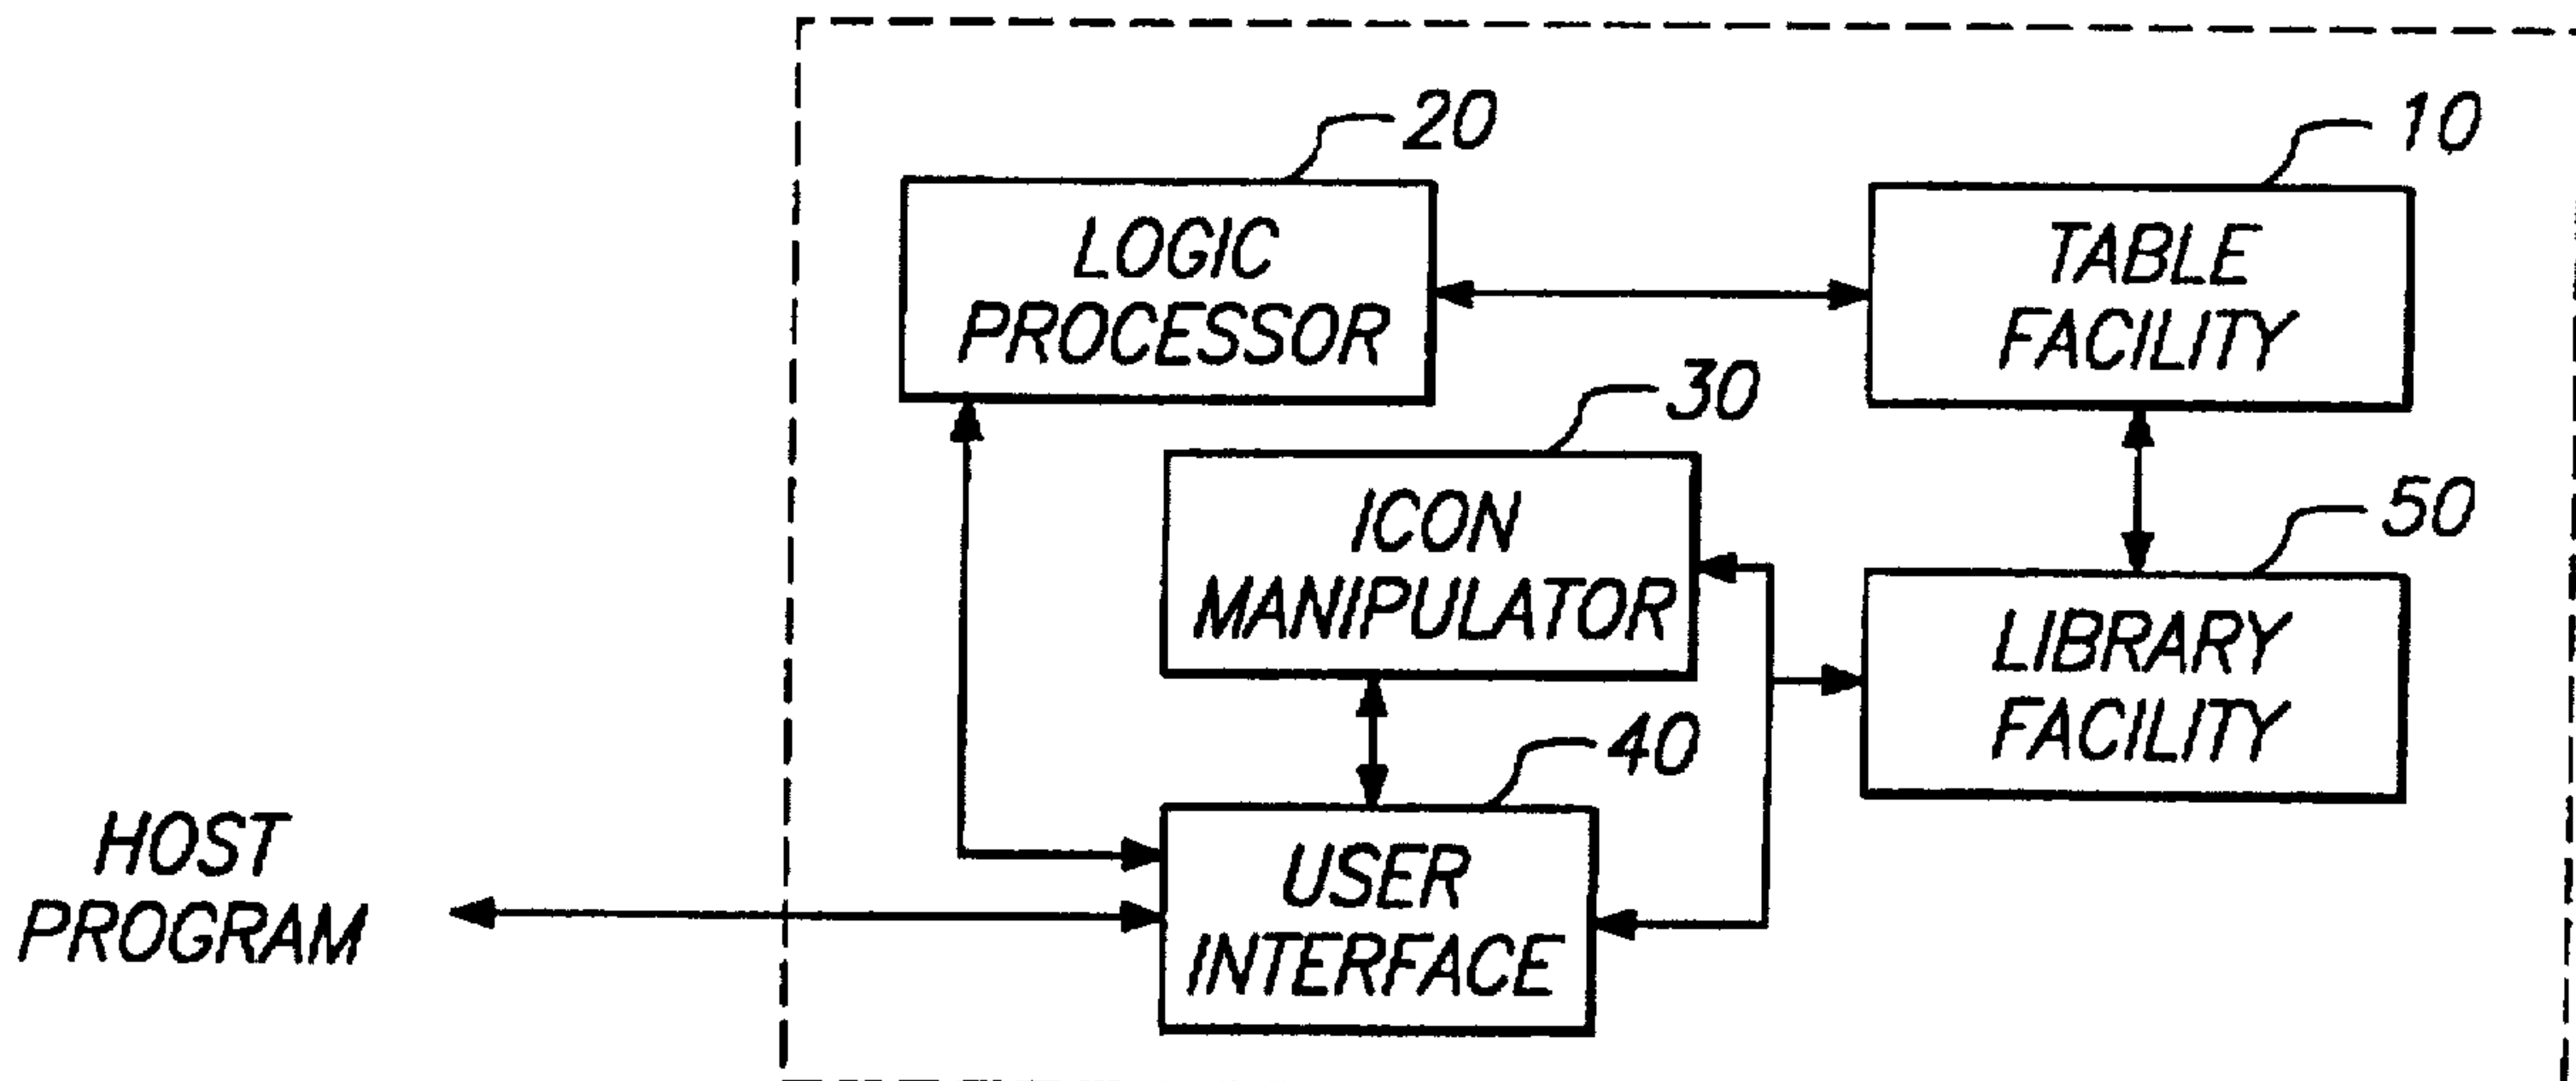 20
10
LOGIC
PROCESSOR
TABLE
FACILITY
30
ICON
MANIPULATOR
50
LIBRARY
FACILITY
40
USER
INTERFACE
HOST
PROGRAM